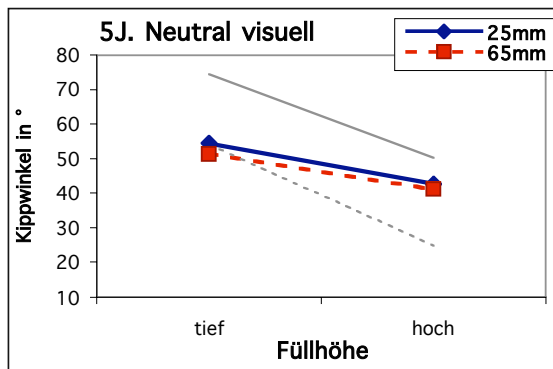 5J. Neutral visuell
25mm
65mm
80
70
60
50
40
30
20
10
Kippwinkel in °
tief
hoch
Füllhöhe